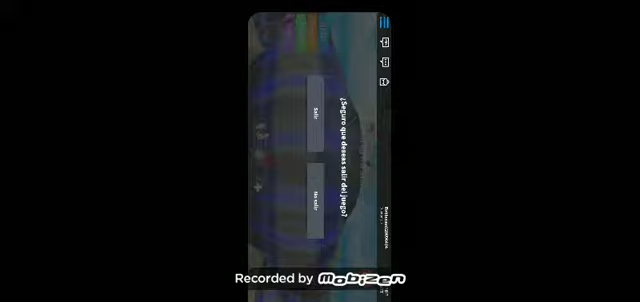 ¿Seguro que deseas salir del juego?
Salir
No salir
Recorded by mobizen